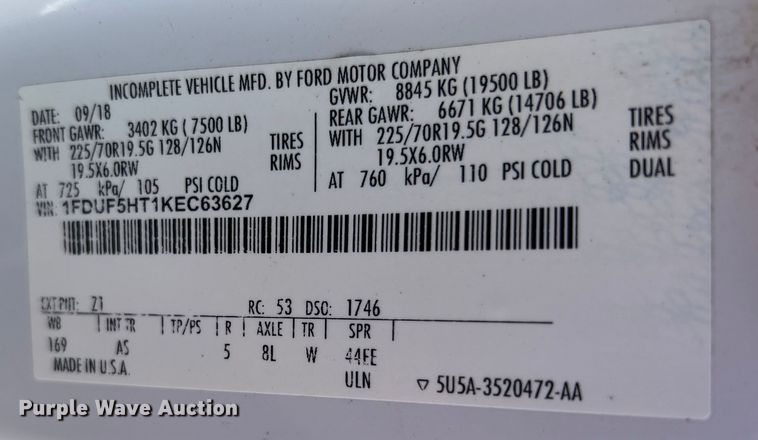 INCOMPLETE VEHICLE MFD. BY FORD MOTOR COMPANY
DATE: 09/18
GVWR: 8845 KG (19500 LB)
FRONT GAWR: 3402 KG ( 7500 LB)
REAR GAWR: 6671 KG (14706 LB)
WITH 225/70R19.5G 128/126N TIRES
WITH 225/70R19.5G 128/126N TIRES
19.5X6.0RW RIMS
19.5X6.0RW RIMS
AT 725 kPa/ 105 PSI COLD
AT 760 kPa/ 110 PSI COLD DUAL
VIN: 1FDUF5HT1KEC63627
EXT PNT: Z1 RC: 53 DSO: 1746
WB INT TR TP/PS R AXLE TR SPR
169 AS 5 8L W 44FE
MADE IN U.S.A. ULN 5U5A-3520472-AA
Purple Wave Auction